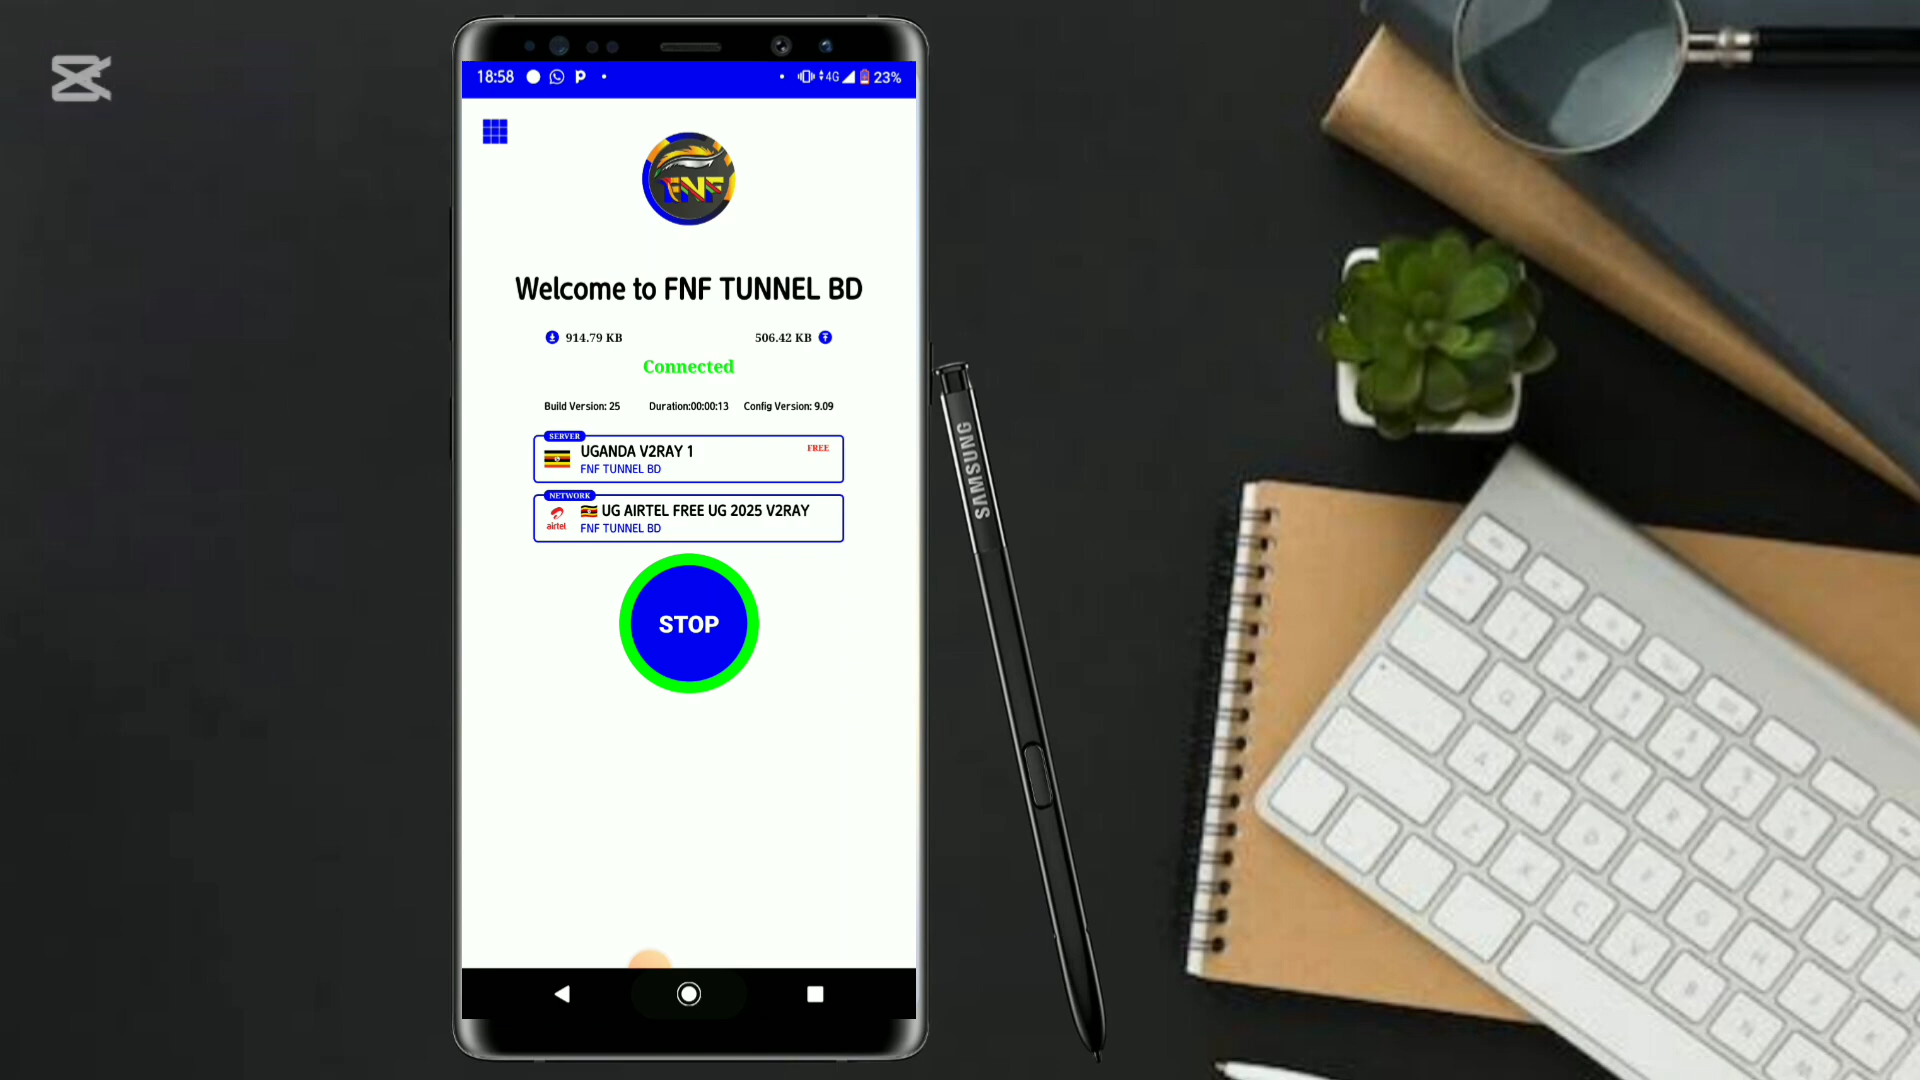 18:58
4G 23%
FNF
Welcome to FNF TUNNEL BD
914.79 KB 506.42 KB
Connected
Build Version: 25 Duration:00:00:13 Config Version: 9.09
SERVER
UGANDA V2RAY 1 FREE
FNF TUNNEL BD
NETWORK
airtel
UG AIRTEL FREE UG 2025 V2RAY
FNF TUNNEL BD
STOP
SAMSUNG